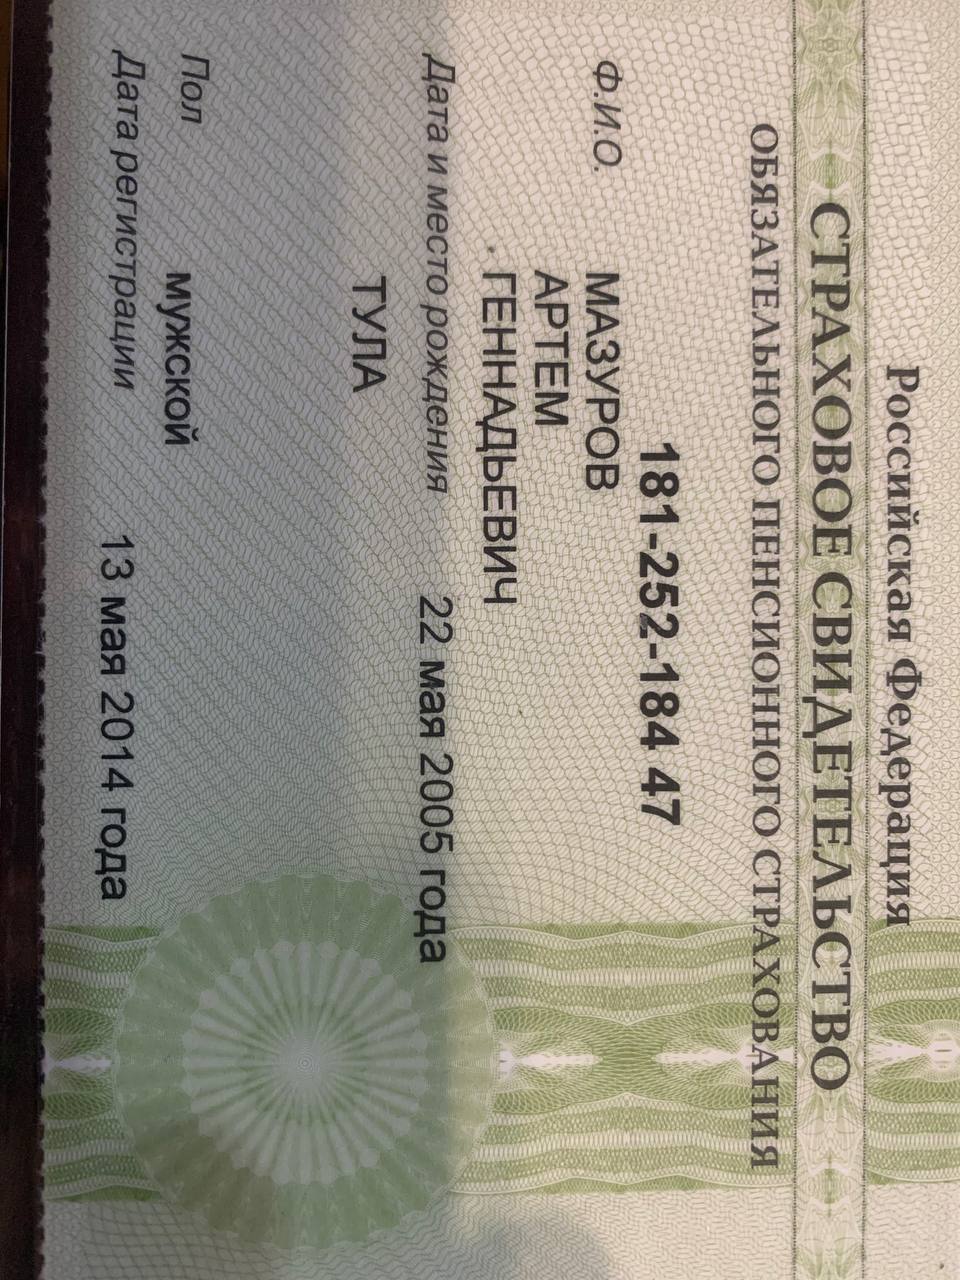 Российская Федерация
СТРАХОВОЕ СВИДЕТЕЛЬСТВО
ОБЯЗАТЕЛЬНОГО ПЕНСИОННОГО СТРАХОВАНИЯ
181-252-184 47
Ф.И.О. МАЗУРОВ
АРТЕМ
ГЕННАДЬЕВИЧ
Дата и место рождения 22 мая 2005 года
ТУЛА
Пол мужской
Дата регистрации 13 мая 2014 года